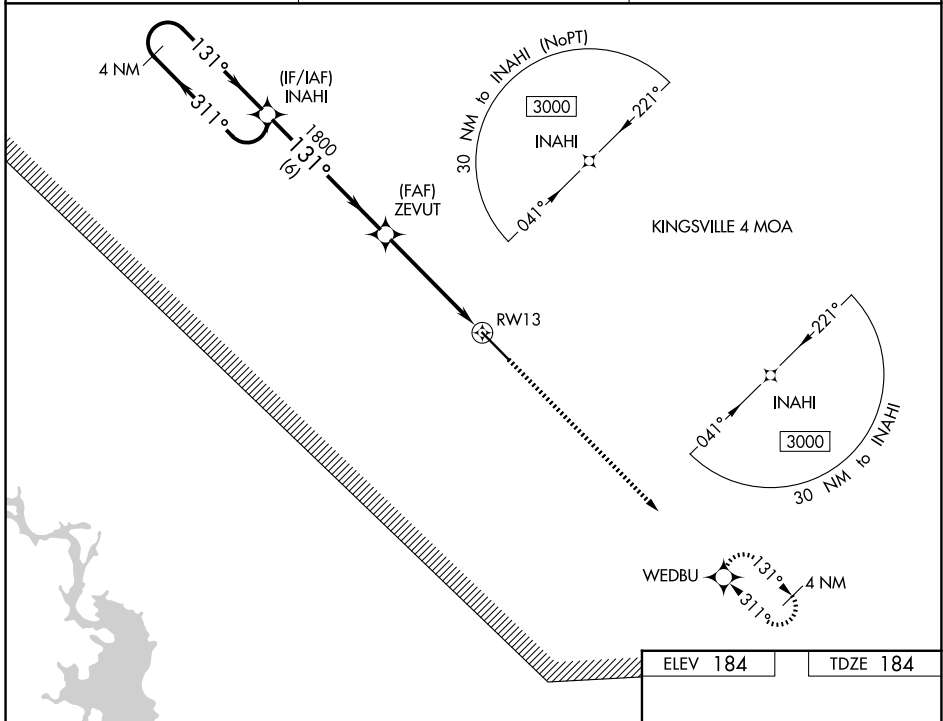 131°
4 NM
311°
(IF/IAF)
INAHI
1800
131°
(6)
(FAF)
ZEVUT
RW13
30 NM to INAHI (NoPT)
3000
INAHI
221°
041°
KINGSVILLE 4 MOA
221°
INAHI
041°
3000
30 NM to INAHI
WEDBU
131°
4 NM
311°
ELEV 184
TDZE 184